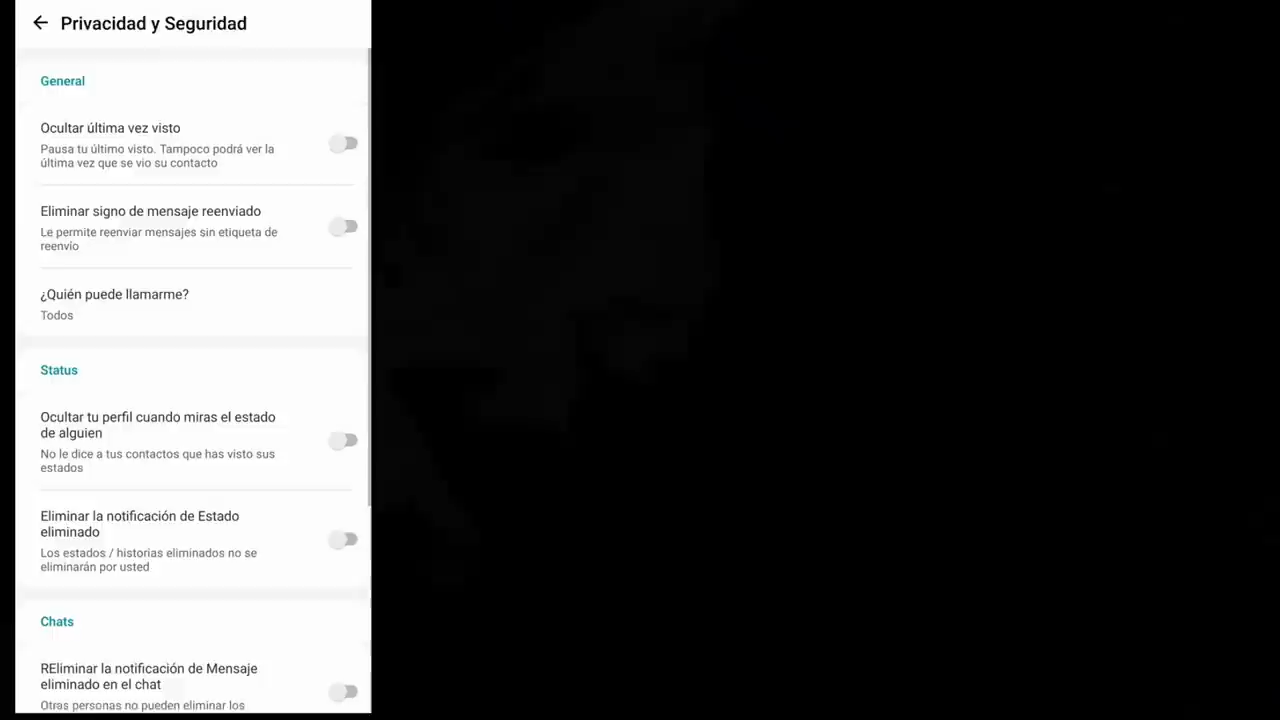 Privacidad y Seguridad
General
Ocultar última vez visto
Pausa tu último visto. Tampoco podrá ver la
última vez que se vio su contacto
Eliminar signo de mensaje reenviado
Le permite reenviar mensajes sin etiqueta de
reenvío
¿Quién puede llamarme?
Todos
Status
Ocultar tu perfil cuando miras el estado
de alguien
No le dice a tus contactos que has visto sus
estados
Eliminar la notificación de Estado
eliminado
Los estados / historias eliminados no se
eliminarán por usted
Chats
REliminar la notificación de Mensaje
eliminado en el chat
Otras personas no pueden eliminar los